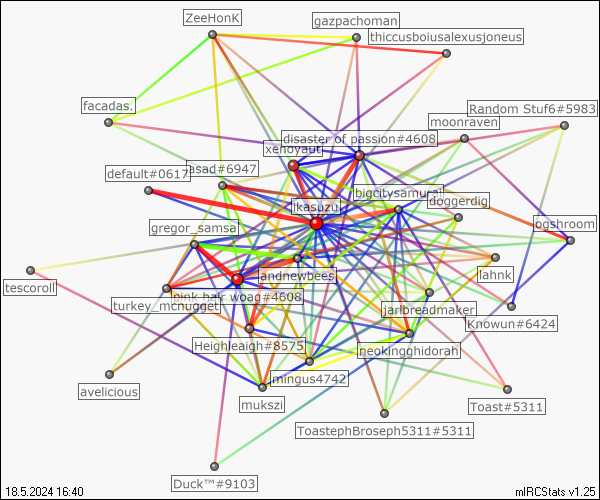 ZeeHonK
gazpachoman
thiccusboiusalexusjoneus
facadas.
Random Stuf6#5983
moonraven
disaster of passion#4608
xenoyaut
default#0617
asad#6947
bigcitysamurai
doggerdig
jikasuzu
gregor_samsa
ogshroom
andnewbees
lahnk
tescoroll
pink hair woag#4608
turkey_mcnugget
jarlbreadmaker
Knowun#6424
Heighleaigh#8575
neokingghidorah
mingus4742
avelicious
mukszi
Toast#5311
ToastephBroseph5311#5311
Duck™#9103
18.5.2024 16:40
mIRCStats v1.25